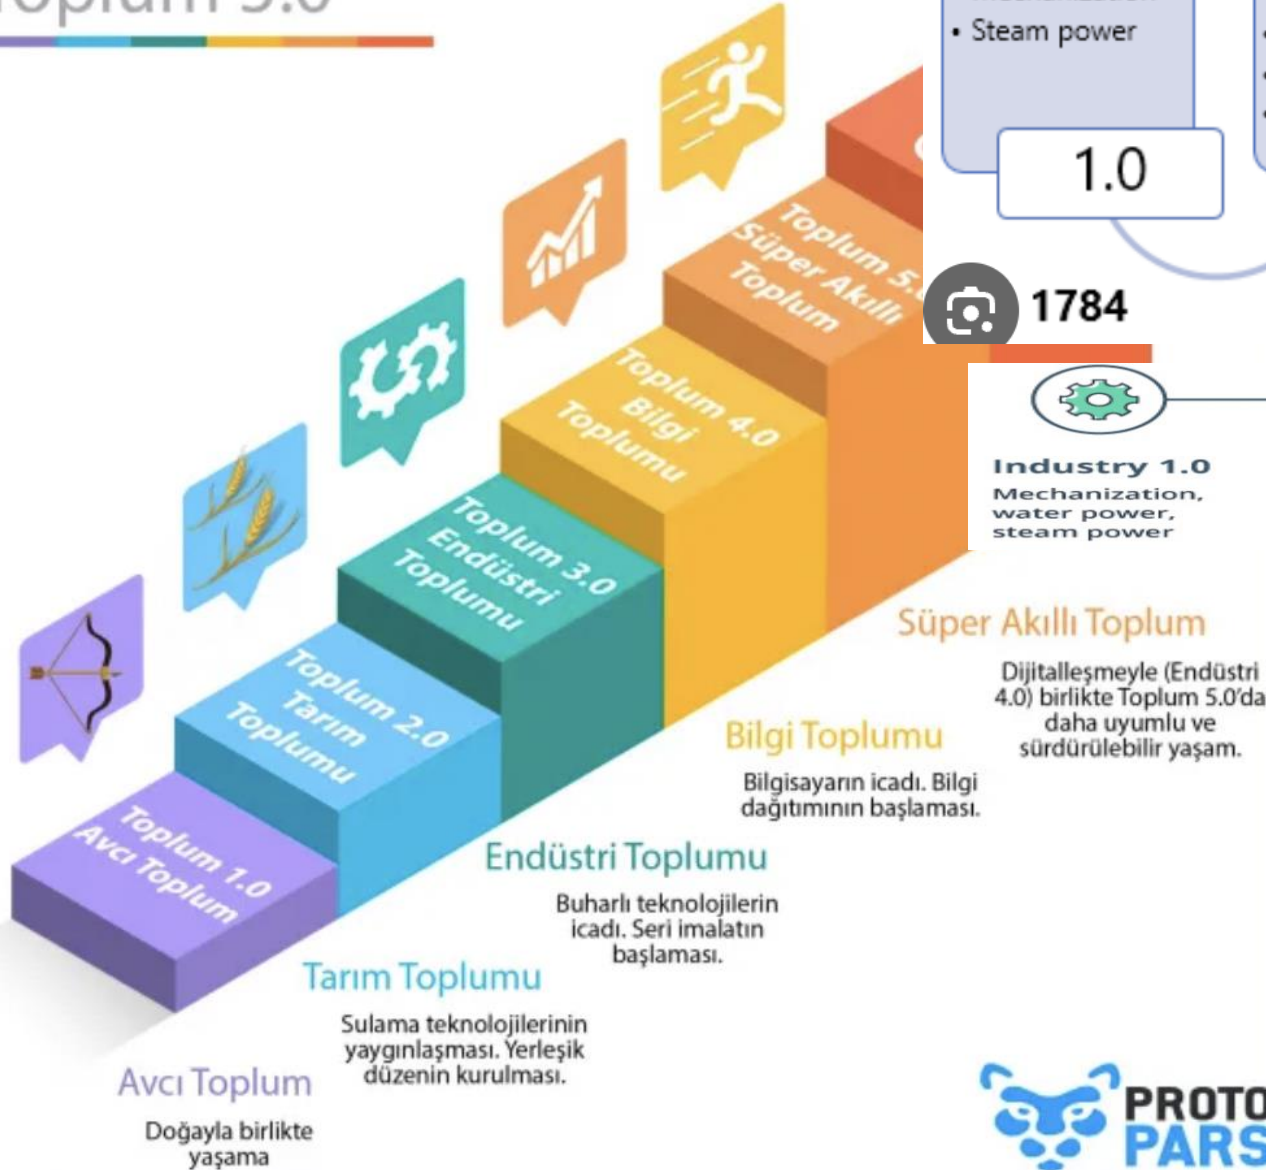 Toplum 5.0
• Steam power
1.0
1784
Industry 1.0
Mechanization,
water power,
steam power
Toplum
Süper Akıllı
Toplum
Toplum 4.0
Bilgi
Toplumu
Toplum 3.0
Endüstri
Toplumu
Toplum 2.0
Tarım
Toplumu
Toplum 1.0
Avcı Toplum
Süper Akıllı Toplum
Dijitalleşmeyle (Endüstri
4.0) birlikte Toplum 5.0’da
daha uyumlu ve
sürdürülebilir yaşam.
Bilgi Toplumu
Bilgisayarın icadı. Bilgi
dağıtımının başlaması.
Endüstri Toplumu
Buharlı teknolojilerin
icadı. Seri imalatın
başlaması.
Tarım Toplumu
Sulama teknolojilerinin
yaygınlaşması. Yerleşik
düzenin kurulması.
Avcı Toplum
Doğayla birlikte
yaşama
PROTO
PARS